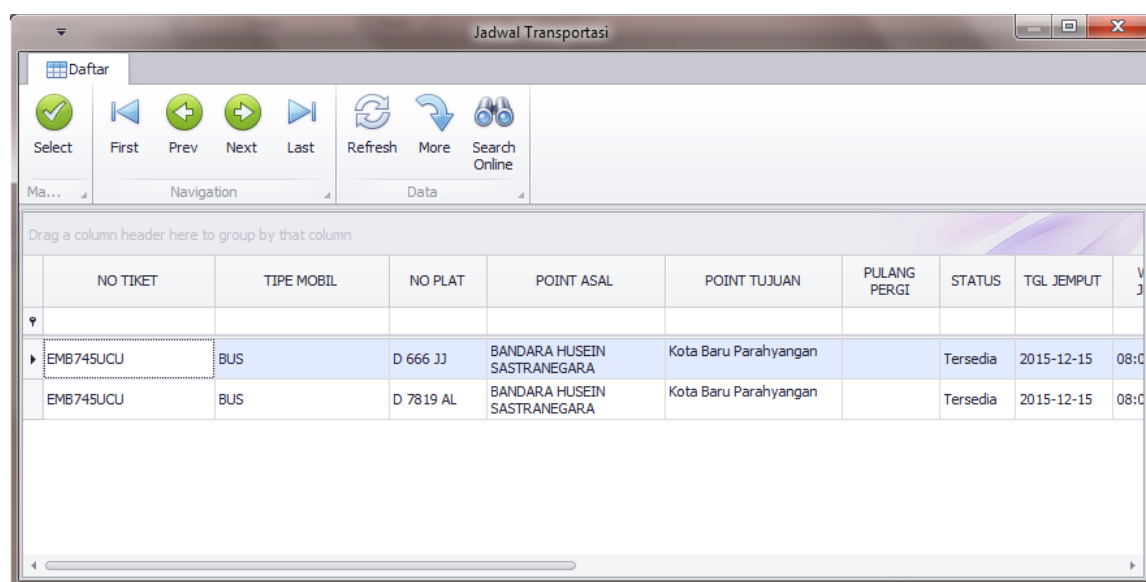 Jadwal Transportasi
Daftar
Select First Prev Next Last Refresh More Search
Online
Ma... Navigation Data
Drag a column header here to group by that column
NO TIKET TIPE MOBIL NO PLAT POINT ASAL POINT TUJUAN PULANG
PERGI STATUS TGL JEMPUT
EMB745UCU BUS D 666 JJ BANDARA HUSEIN
SASTRANEGARA Kota Baru Parahyangan Tersedia 2015-12-15
EMB745UCU BUS D 7819 AL BANDARA HUSEIN
SASTRANEGARA Kota Baru Parahyangan Tersedia 2015-12-15